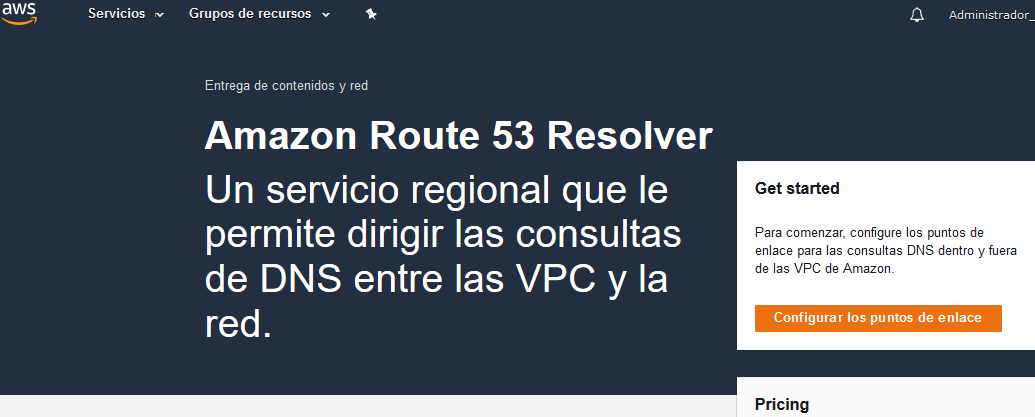 aws
Servicios
Grupos de recursos
Administrador_
Entrega de contenidos y red
Amazon Route 53 Resolver
Un servicio regional que le
permite dirigir las consultas
de DNS entre las VPC y la
red.
Get started
Para comenzar, configure los puntos de
enlace para las consultas DNS dentro y fuera
de las VPC de Amazon.
Configurar los puntos de enlace
Pricing